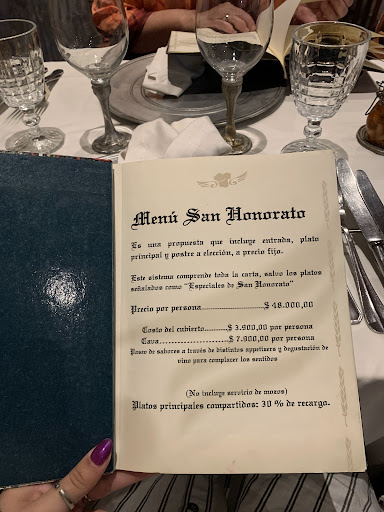 Menú San Honorato
Es una propuesta que incluye entrada, plato
principal y postre a elección, a precio fijo.
Este sistema comprende toda la carta, salvo los platos
señalados como "Especiales de San Honorato"
Precio por persona.......................$ 48.000,00
Costo del cubierto...........$ 3.900,00 por persona
Cava..............................$ 7.900,00 por persona
Paseo de sabores a través de distintos appetizers y degustación de
vino para complacer los sentidos
(No incluye servicio de mozos)
Platos principales compartidos: 30 % de recargo.